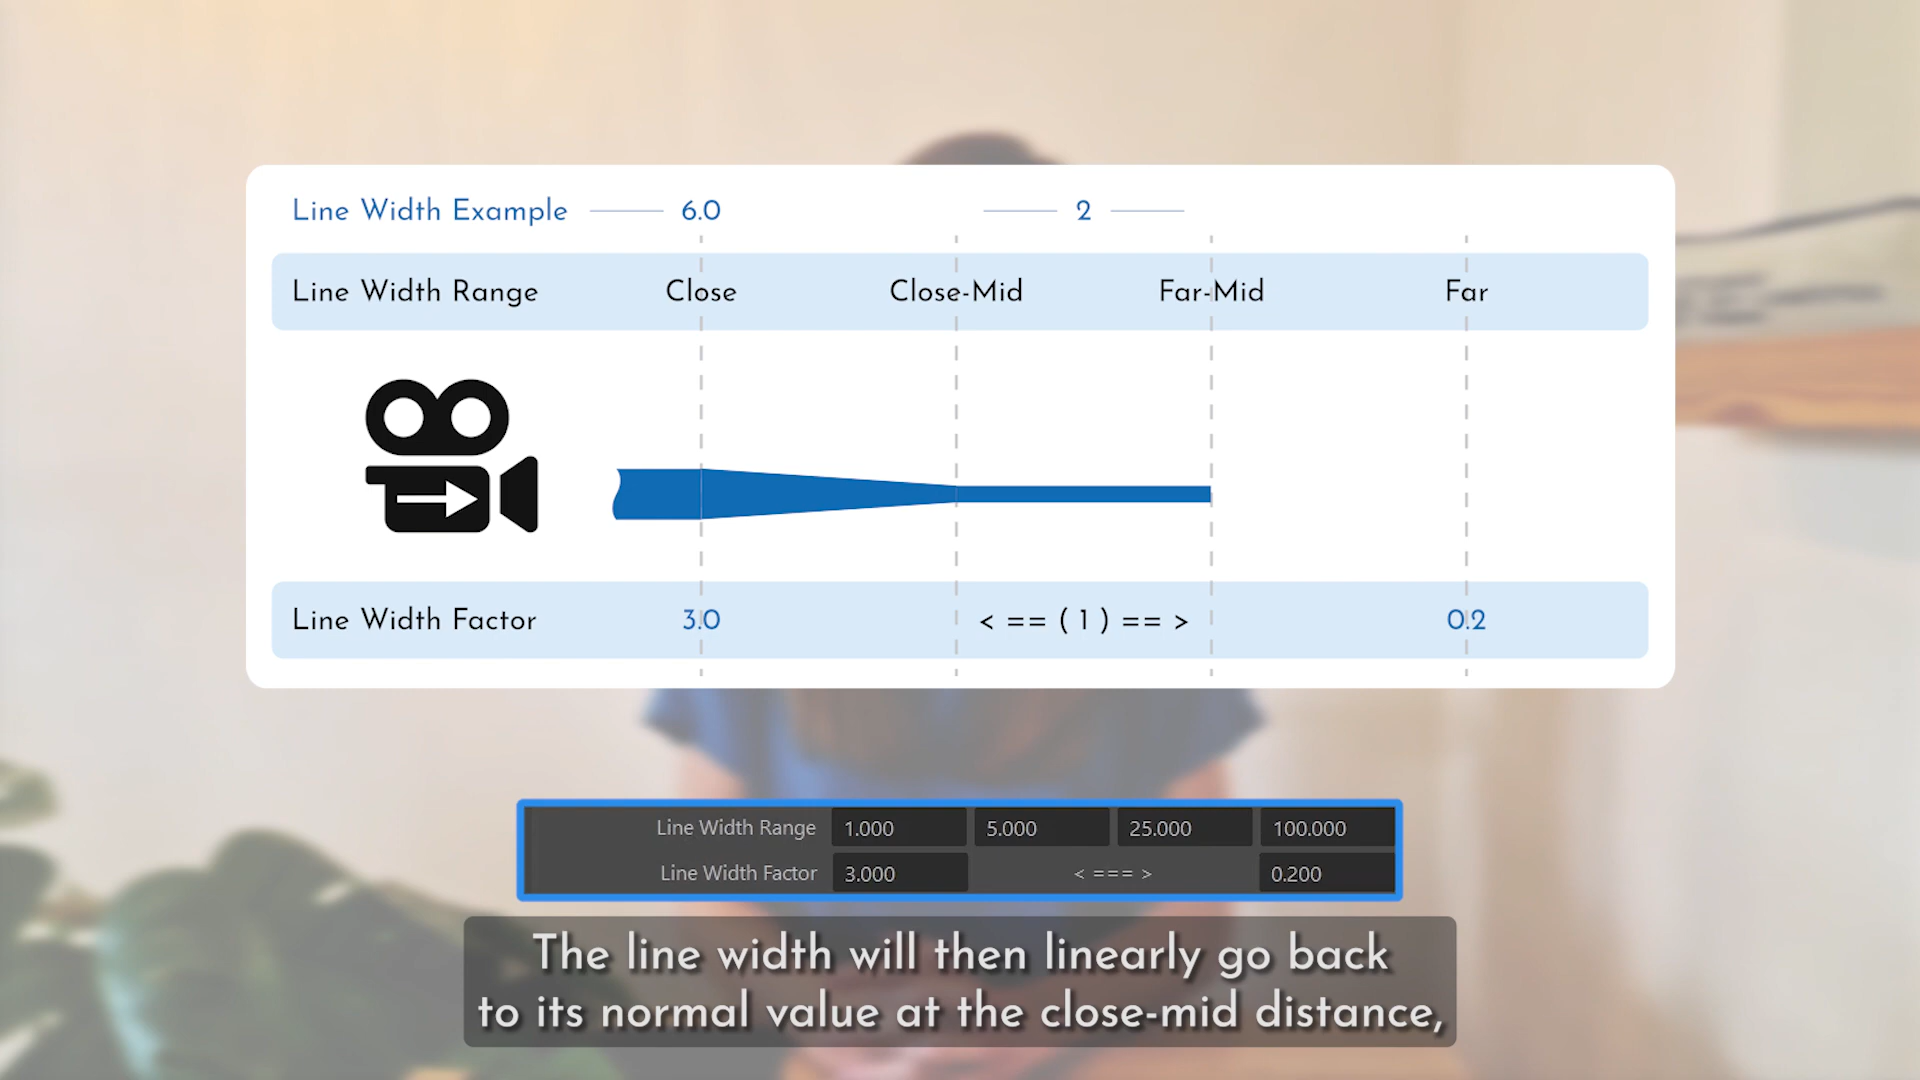 Line Width Example 6.0 2
Line Width Range Close Close-Mid Far-Mid Far
Line Width Factor 3.0 < == ( 1 ) == > 0.2
Line Width Range 1.000 5.000 25.000 100.000
Line Width Factor 3.000 < === > 0.200
The line width will then linearly go back
to its normal value at the close-mid distance,